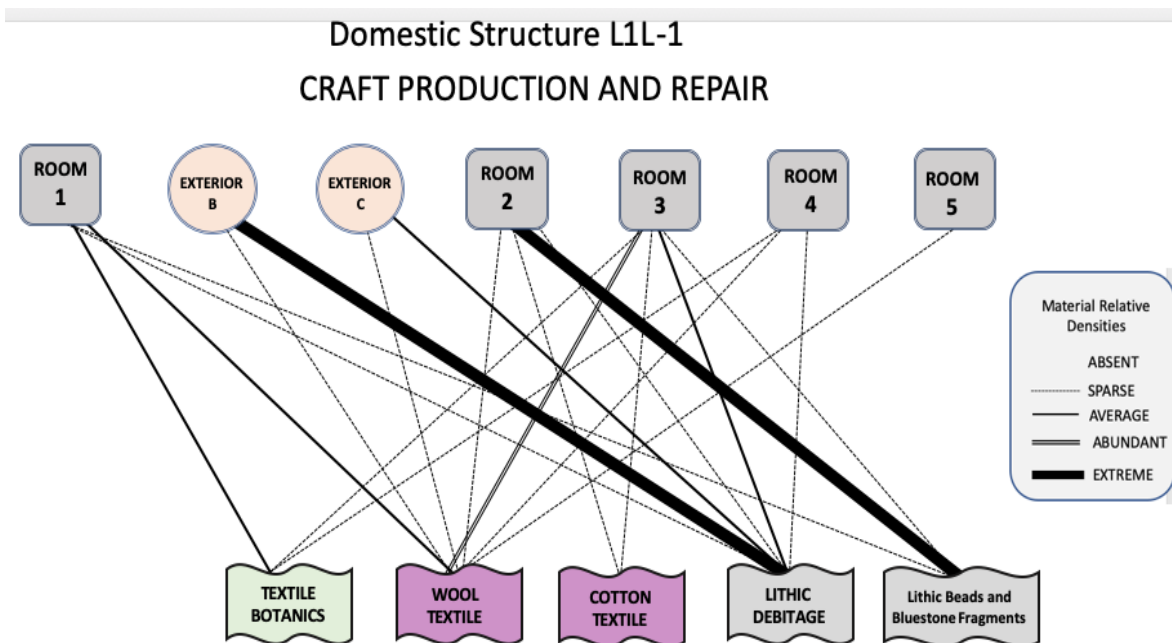 Domestic Structure L1L-1
CRAFT PRODUCTION AND REPAIR
ROOM
1
EXTERIOR
B
EXTERIOR
C
ROOM
2
ROOM
3
ROOM
4
ROOM
5
Material Relative
Densities
ABSENT
SPARSE
AVERAGE
ABUNDANT
EXTREME
TEXTILE
BOTANICS
WOOL
TEXTILE
COTTON
TEXTILE
LITHIC
DEBITAGE
Lithic Beads and
Bluestone Fragments